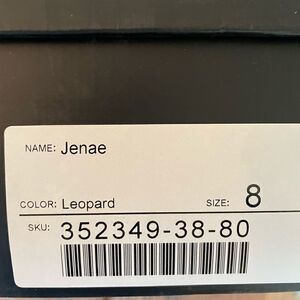 NAME: Jenae
COLOR: Leopard SIZE: 8
SKU: 352349-38-80